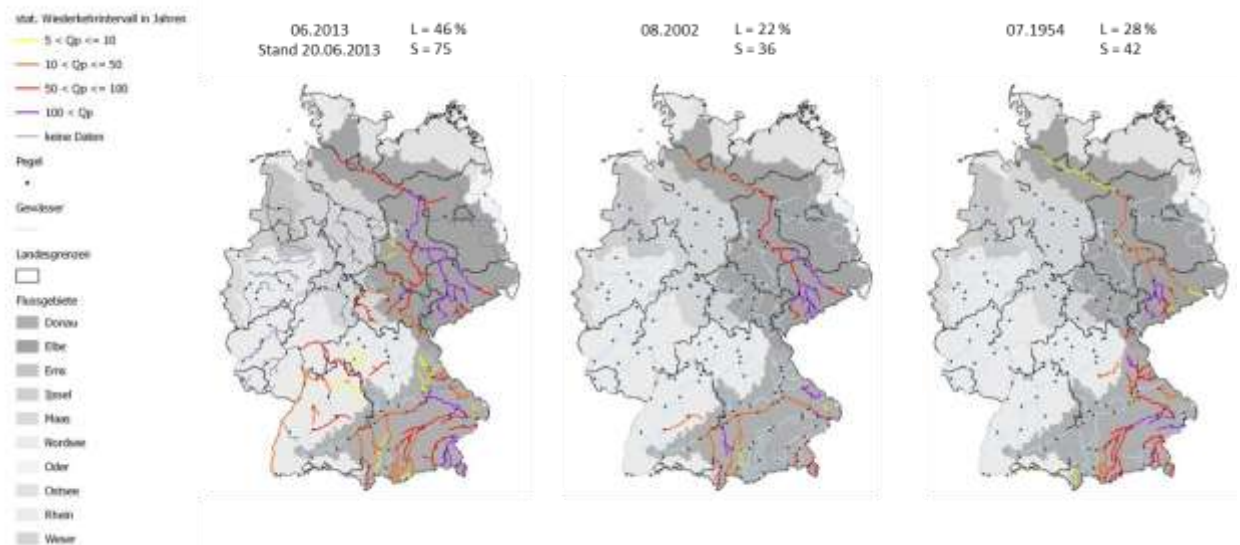 stat. Wiederkehrintervall in Jahren
5 < Qp <= 10
10 < Qp <= 50
50 < Qp <= 100
100 < Qp
keine Daten
Pegel
Gewässer
Landesgrenzen
Flussgebiete
Donau
Elbe
Ems
Ijssel
Maas
Nordsee
Oder
Ostsee
Rhein
Weser
06.2013 L = 46 %
Stand 20.06.2013 S = 75
08.2002 L = 22 %
S = 36
07.1954 L = 28 %
S = 42